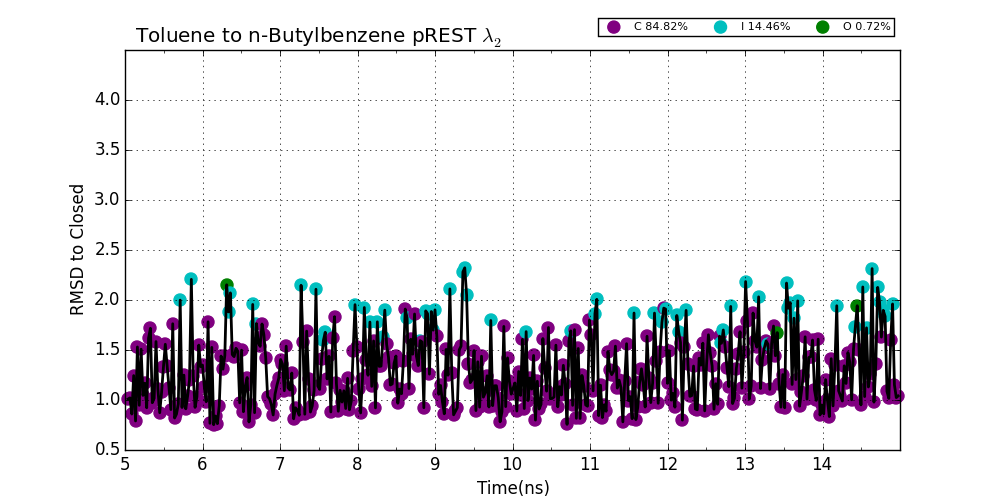 Toluene to n-Butylbenzene pREST λ₂
C 84.82% I 14.46% O 0.72%
RMSD to Closed
4.0
3.5
3.0
2.5
2.0
1.5
1.0
0.5
5 6 7 8 9 10 11 12 13 14
Time(ns)